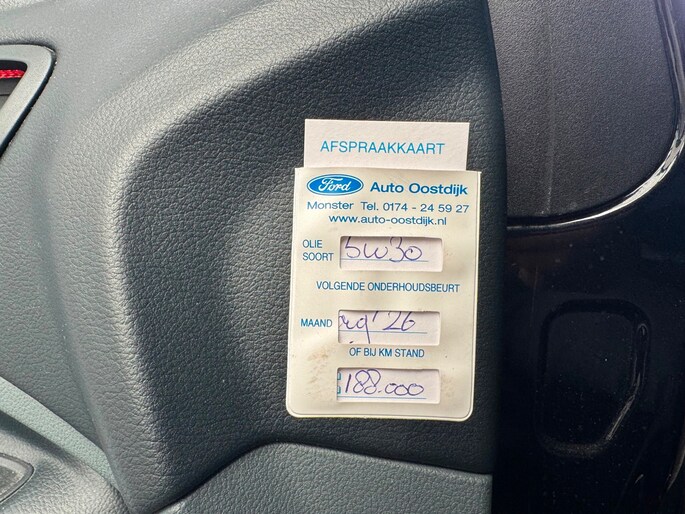 AFSPRAAKKAART
Ford Auto Oostdijk
Monster Tel. 0174 - 24 59 27
www.auto-oostdijk.nl
OLIE SOORT 5w30
VOLGENDE ONDERHOUDSBEURT
MAAND '26
OF BIJ KM STAND
188.000